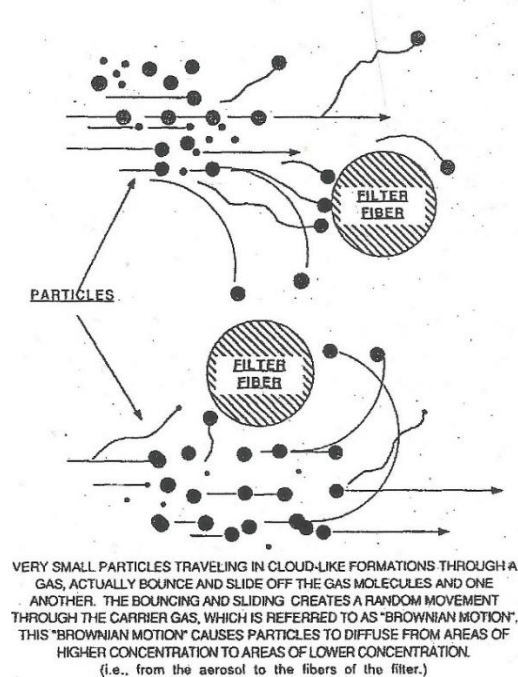 FILTER
FIBER
PARTICLES
FILTER
FIBER
VERY SMALL PARTICLES TRAVELING IN CLOUD-LIKE FORMATIONS THROUGH A
GAS, ACTUALLY BOUNCE AND SLIDE OFF THE GAS MOLECULES AND ONE
ANOTHER. THE BOUNCING AND SLIDING CREATES A RANDOM MOVEMENT
THROUGH THE CARRIER GAS, WHICH IS REFERRED TO AS "BROWNIAN MOTION",
THIS "BROWNIAN MOTION" CAUSES PARTICLES TO DIFFUSE FROM AREAS OF
HIGHER CONCENTRATION TO AREAS OF LOWER CONCENTRATION.
(i.e., from the aerosol to the fibers of the filter.)